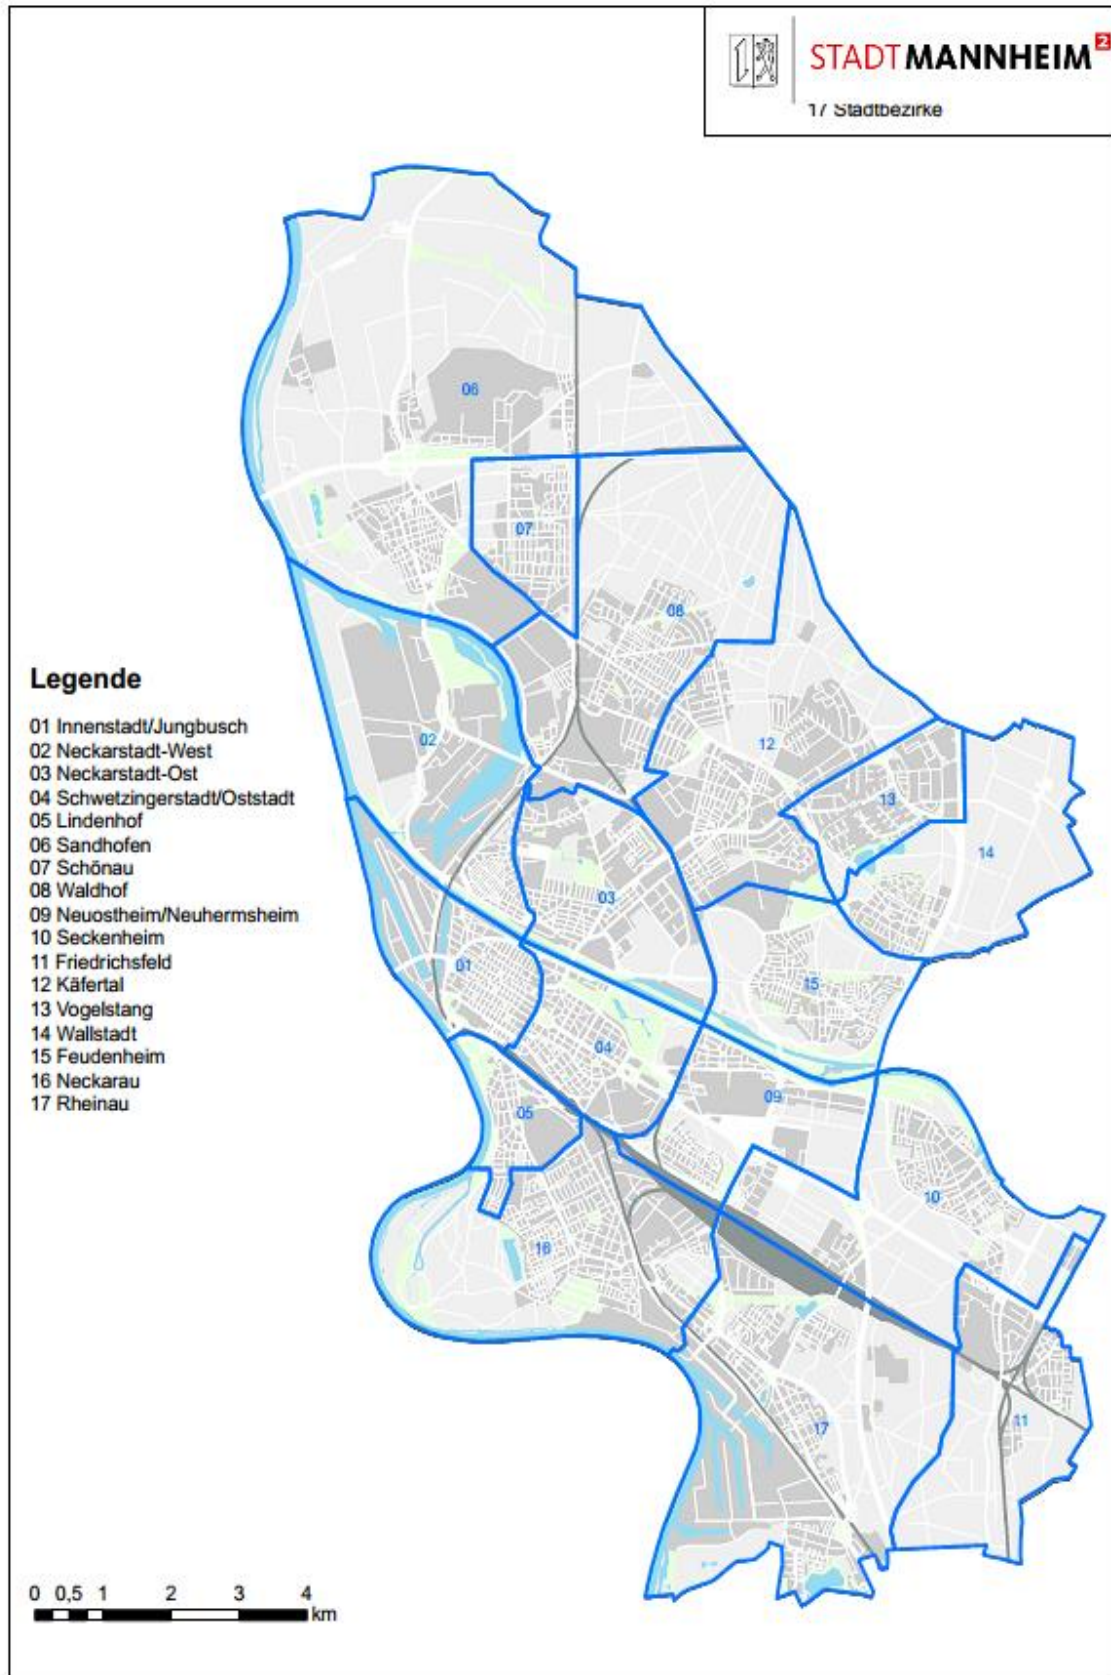 STADT MANNHEIM 2
17 Stadtbezirke
06
07
08
Legende
01 Innenstadt/Jungbusch
02 Neckarstadt-West
03 Neckarstadt-Ost
04 Schwetzingerstadt/Oststadt
05 Lindenhof
06 Sandhofen
07 Schönau
08 Waldhof
09 Neuostheim/Neuhermsheim
10 Seckenheim
11 Friedrichsfeld
12 Käfertal
13 Vogelstang
14 Wallstadt
15 Feudenheim
16 Neckarau
17 Rheinau
02
12
13
14
03
01
15
04
09
05
10
16
17
11
0 0,5 1 2 3 4
km